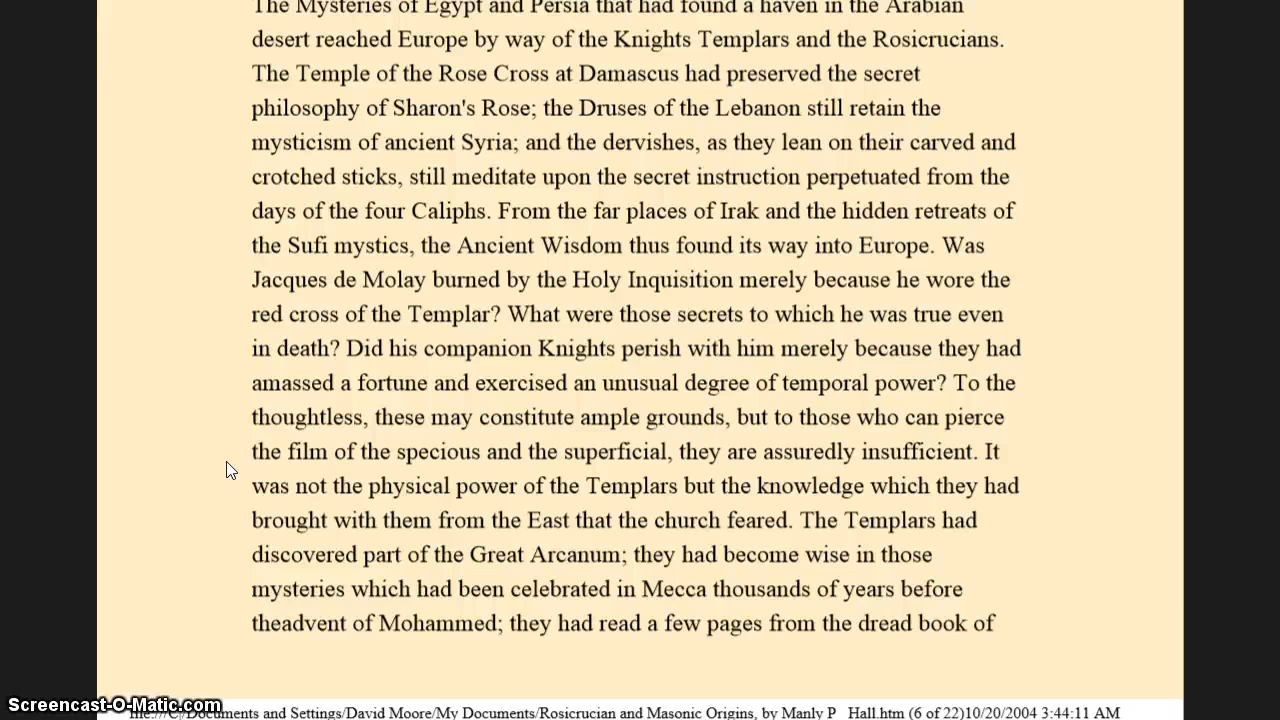 The Mysteries of Egypt and Persia that had found a haven in the Arabian
desert reached Europe by way of the Knights Templars and the Rosicrucians.
The Temple of the Rose Cross at Damascus had preserved the secret
philosophy of Sharon's Rose; the Druses of the Lebanon still retain the
mysticism of ancient Syria; and the dervishes, as they lean on their carved and
crotched sticks, still meditate upon the secret instruction perpetuated from the
days of the four Caliphs. From the far places of Irak and the hidden retreats of
the Sufi mystics, the Ancient Wisdom thus found its way into Europe. Was
Jacques de Molay burned by the Holy Inquisition merely because he wore the
red cross of the Templar? What were those secrets to which he was true even
in death? Did his companion Knights perish with him merely because they had
amassed a fortune and exercised an unusual degree of temporal power? To the
thoughtless, these may constitute ample grounds, but to those who can pierce
the film of the specious and the superficial, they are assuredly insufficient. It
was not the physical power of the Templars but the knowledge which they had
brought with them from the East that the church feared. The Templars had
discovered part of the Great Arcanum; they had become wise in those
mysteries which had been celebrated in Mecca thousands of years before
theadvent of Mohammed; they had read a few pages from the dread book of
Screencast-O-Matic.com
file:///C|/Documents and Settings/David Moore/My Documents/Rosicrucian and Masonic Origins, by Manly P_ Hall.htm (6 of 22)10/20/2004 3:44:11 AM